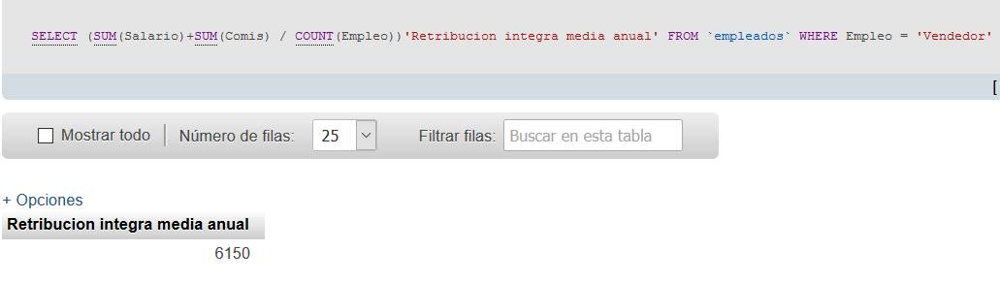 SELECT (SUM(Salario)+SUM(Comis) / COUNT(Empleo))'Retribucion integra media anual' FROM `empleados` WHERE Empleo = 'Vendedor'
[
Mostrar todo Número de filas: 25 Filtrar filas: Buscar en esta tabla
+ Opciones
Retribucion integra media anual
6150